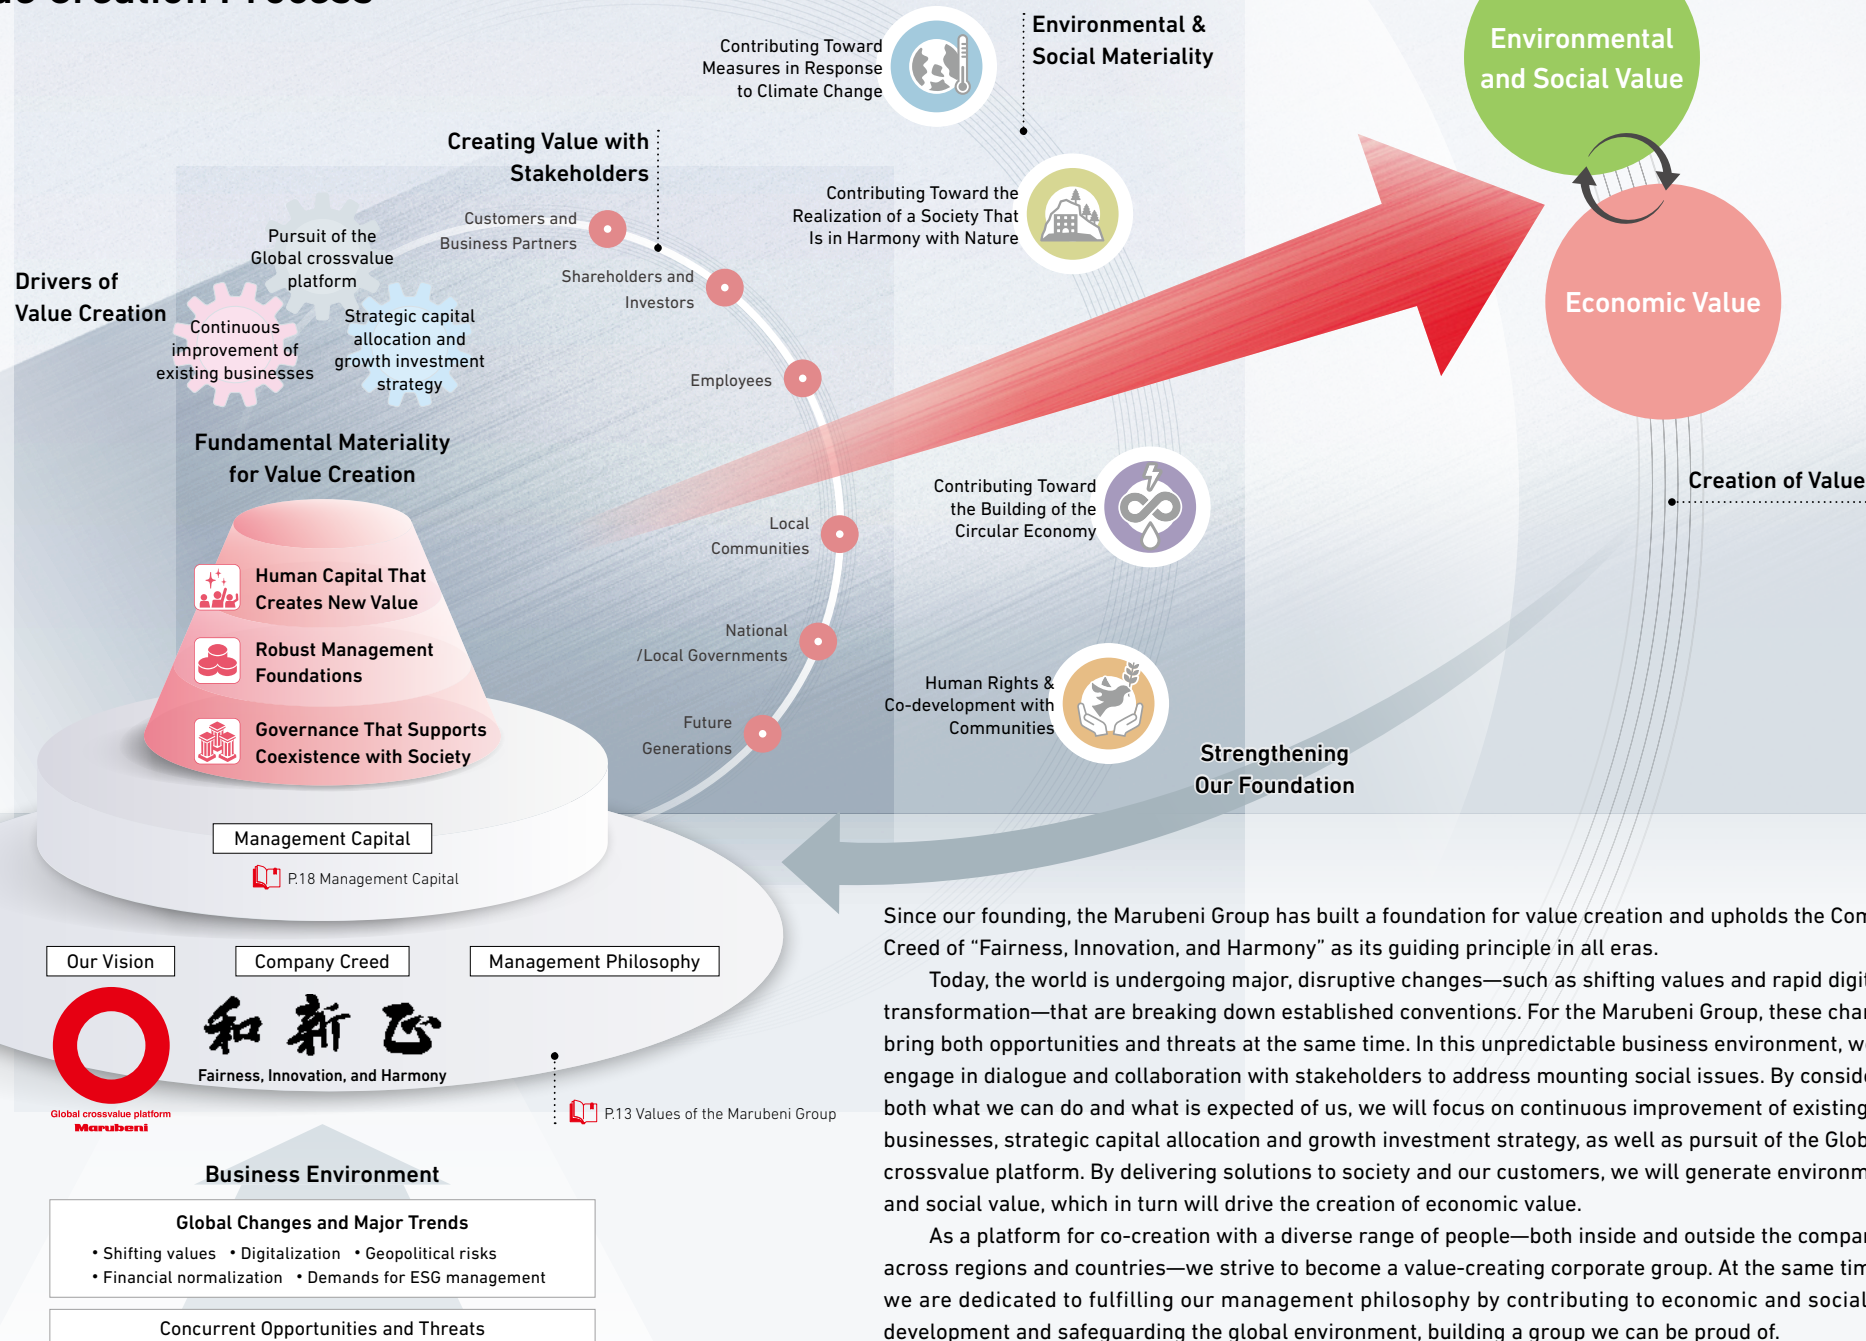 Creation Process
Contributing Toward
Measures in Response
to Climate Change
Environmental &
Social Materiality
Environmental
and Social Value
Creating Value with
Stakeholders
Contributing Toward the
Realization of a Society That
Is in Harmony with Nature
Customers and
Business Partners
Pursuit of the
Global crossvalue
platform
Drivers of
Value Creation
Shareholders and
Investors
Continuous
improvement of
existing businesses
Strategic capital
allocation and
growth investment
strategy
Economic Value
Employees
Fundamental Materiality
for Value Creation
Creation of Value
Contributing Toward
the Building of the
Circular Economy
Local
Communities
Human Capital That
Creates New Value
National
/Local Governments
Robust Management
Foundations
Human Rights &
Co-development with
Communities
Future
Generations
Governance That Supports
Coexistence with Society
Strengthening
Our Foundation
Management Capital
P.18 Management Capital
Our Vision
Company Creed
Management Philosophy
和 新 正
Fairness, Innovation, and Harmony
Global crossvalue platform
Marubeni
P.13 Values of the Marubeni Group
Business Environment
Global Changes and Major Trends
• Shifting values • Digitalization • Geopolitical risks
• Financial normalization • Demands for ESG management
Concurrent Opportunities and Threats
Since our founding, the Marubeni Group has built a foundation for value creation and upholds the
Creed of “Fairness, Innovation, and Harmony” as its guiding principle in all eras.
Today, the world is undergoing major, disruptive changes—such as shifting values and rapid
transformation—that are breaking down established conventions. For the Marubeni Group, these
bring both opportunities and threats at the same time. In this unpredictable business environment, we
engage in dialogue and collaboration with stakeholders to address mounting social issues. By
both what we can do and what is expected of us, we will focus on continuous improvement of existing
businesses, strategic capital allocation and growth investment strategy, as well as pursuit of the
crossvalue platform. By delivering solutions to society and our customers, we will generate
and social value, which in turn will drive the creation of economic value.
As a platform for co-creation with a diverse range of people—both inside and outside the
across regions and countries—we strive to become a value-creating corporate group. At the same
we are dedicated to fulfilling our management philosophy by contributing to economic and social
development and safeguarding the global environment, building a group we can be proud of.